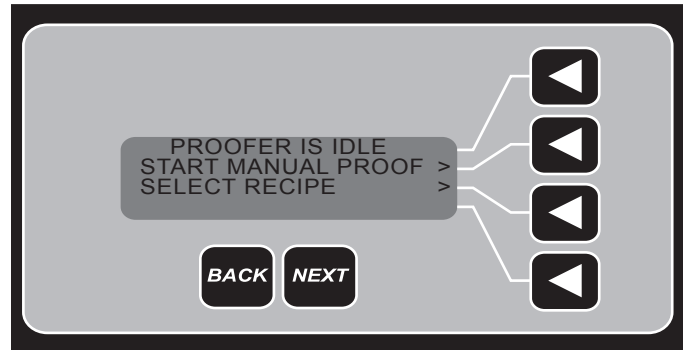 PROOFER IS IDLE
START MANUAL PROOF >
SELECT RECIPE >
BACK NEXT